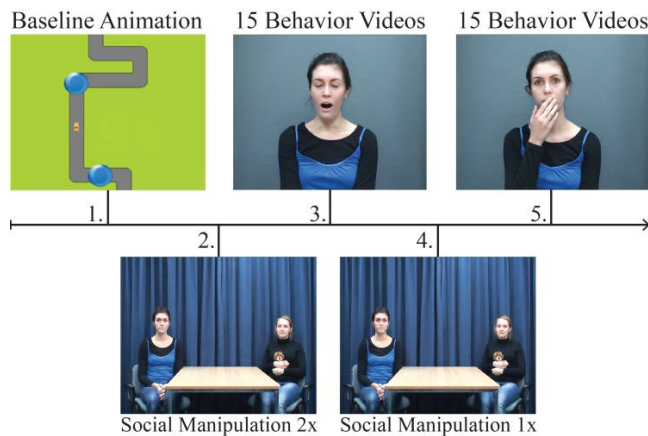 Baseline Animation
15 Behavior Videos
15 Behavior Videos
1.
3.
5.
2.
4.
Social Manipulation 2x
Social Manipulation 1x